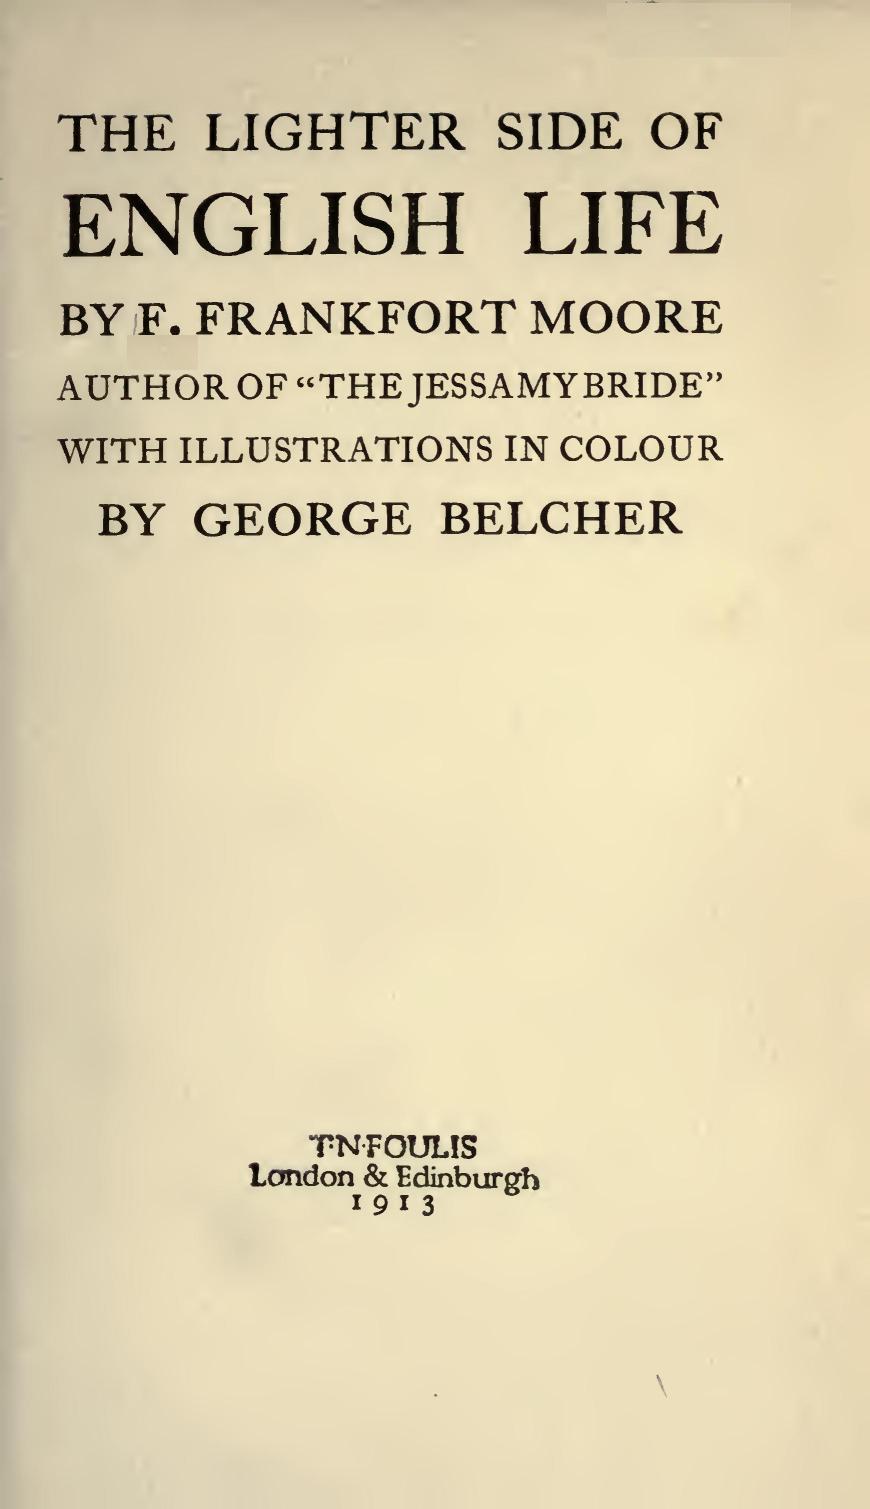 THE LIGHTER SIDE OF
ENGLISH LIFE
BY F. FRANKFORT MOORE
AUTHOR OF “THE JESSAMY BRIDE”
WITH ILLUSTRATIONS IN COLOUR
BY GEORGE BELCHER
T·N·FOULIS
London & Edinburgh
1913